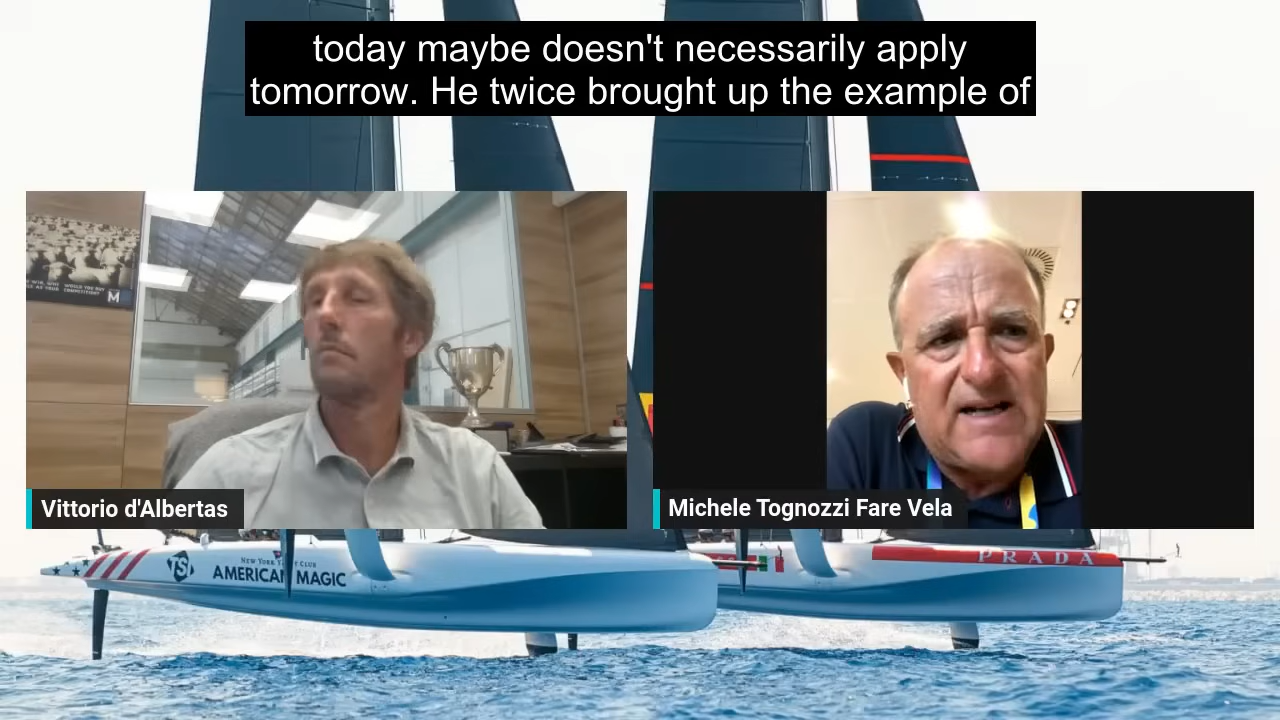 today maybe doesn't necessarily apply
tomorrow. He twice brought up the example of
M
Vittorio d'Albertas
Michele Tognozzi Fare Vela
NEW YORK YACHT CLUB
AMERICAN MAGIC
PRADA